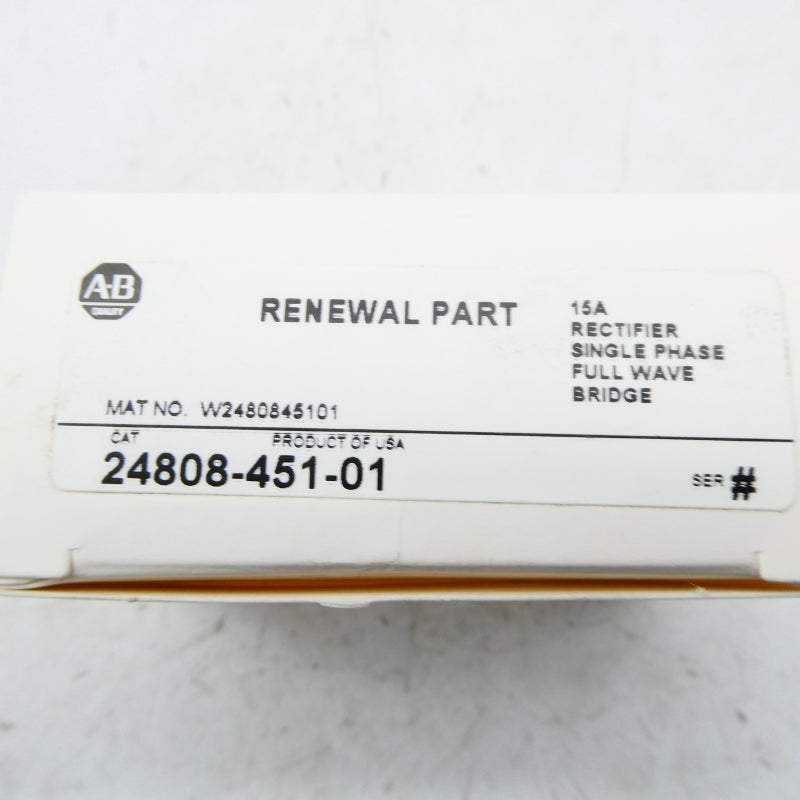 A-B
QUALITY
RENEWAL PART
15A
RECTIFIER
SINGLE PHASE
FULL WAVE
BRIDGE
MAT NO. W2480845101
CAT PRODUCT OF USA
24808-451-01
SER #